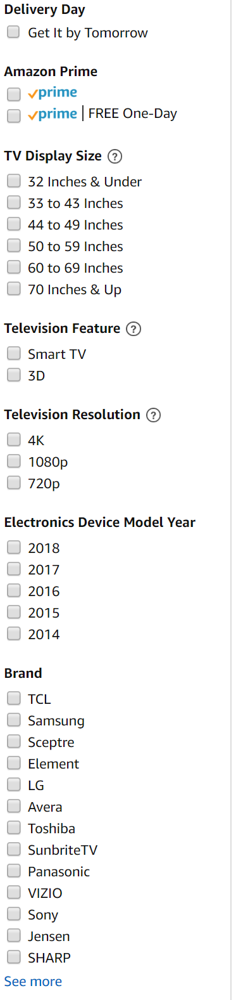 Delivery Day
Get It by Tomorrow
Amazon Prime
prime
prime | FREE One-Day
TV Display Size ?
32 Inches & Under
33 to 43 Inches
44 to 49 Inches
50 to 59 Inches
60 to 69 Inches
70 Inches & Up
Television Feature ?
Smart TV
3D
Television Resolution ?
4K
1080p
720p
Electronics Device Model Year
2018
2017
2016
2015
2014
Brand
TCL
Samsung
Sceptre
Element
LG
Avera
Toshiba
SunbriteTV
Panasonic
VIZIO
Sony
Jensen
SHARP
See more